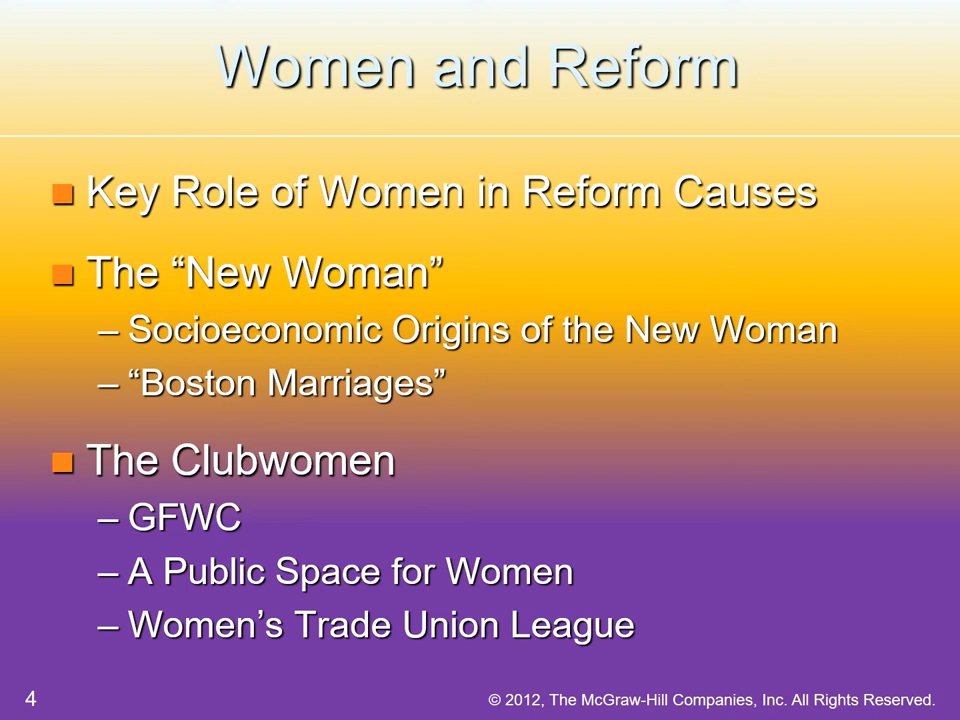 Women and Reform
Key Role of Women in Reform Causes
The “New Woman”
– Socioeconomic Origins of the New Woman
– “Boston Marriages”
The Clubwomen
– GFWC
– A Public Space for Women
– Women’s Trade Union League
4
© 2012, The McGraw-Hill Companies, Inc. All Rights Reserved.